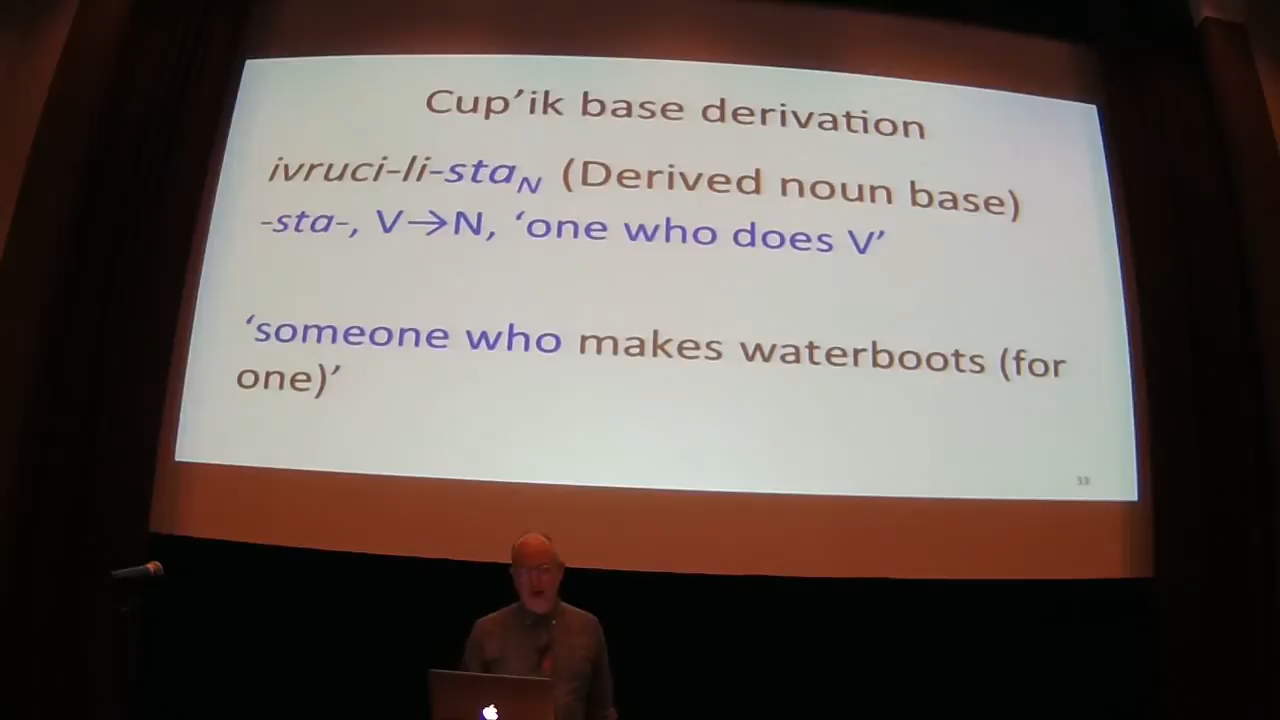 Cup’ik base derivation
ivruci-li-staN (Derived noun base)
-sta-, V→N, ‘one who does V’
‘someone who makes waterboots (for
one)’
33